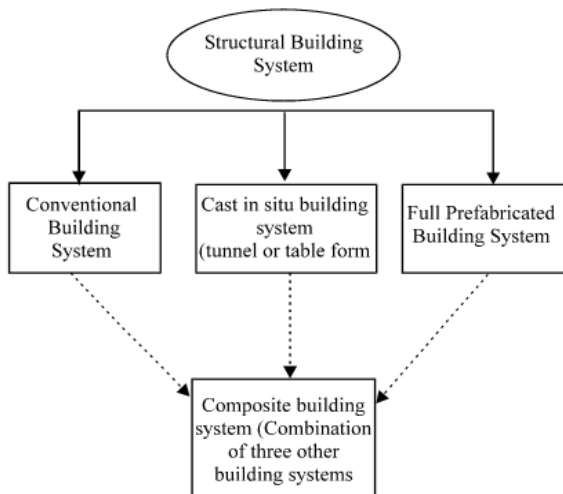 Structural Building
System
Conventional
Building
System
Cast in situ building
system
(tunnel or table form
Full Prefabricated
Building System
Composite building
system (Combination
of three other
building systems